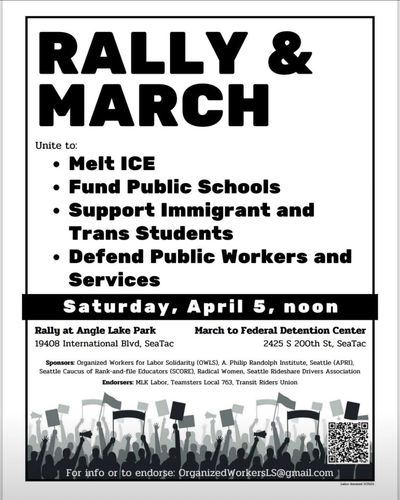 RALLY &
MARCH
Unite to:
• Melt ICE
• Fund Public Schools
• Support Immigrant and
Trans Students
• Defend Public Workers and
Services
Saturday, April 5, noon
Rally at Angle Lake Park
19408 International Blvd, SeaTac
March to Federal Detention Center
2425 S 200th St, SeaTac
Sponsors: Organized Workers for Labor Solidarity (OWLS), A. Philip Randolph Institute, Seattle (APRI),
Seattle Caucus of Rank-and-file Educators (SCORE), Radical Women, Seattle Rideshare Drivers Association
Endorsers: MLK Labor, Teamsters Local 763, Transit Riders Union
For info or to endorse: OrganizedWorkersLS@gmail.com